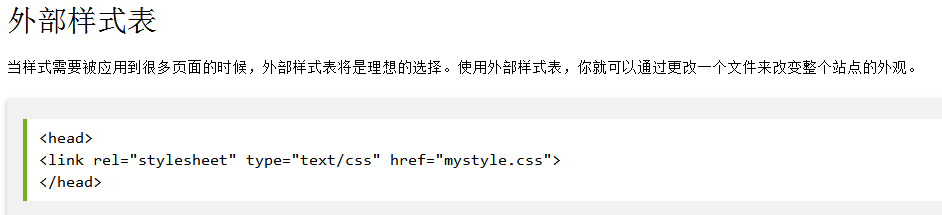 外部样式表
当样式需要被应用到很多页面的时候，外部样式表将是理想的选择。使用外部样式表，你就可以通过更改一个文件来改变整个站点的外观。
<head>
<link rel="stylesheet" type="text/css" href="mystyle.css">
</head>